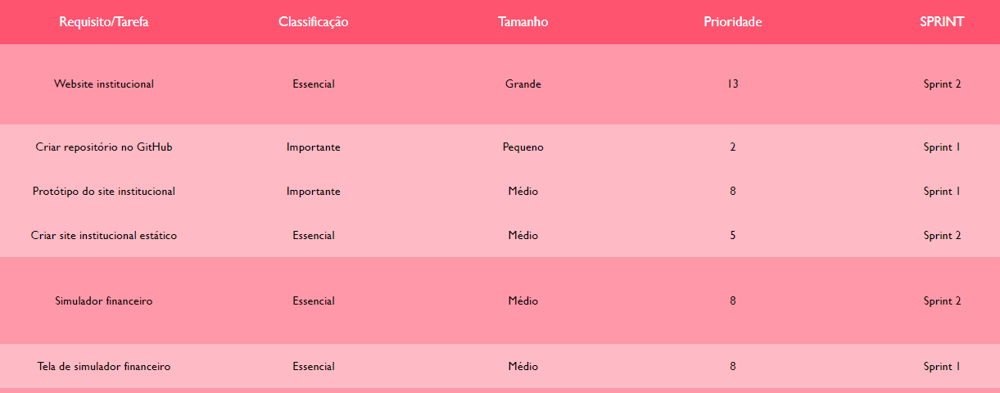 Requisito/Tarefa Classificação Tamanho Prioridade SPRINT
Website institucional Essencial Grande 13 Sprint 2
Criar repositório no GitHub Importante Pequeno 2 Sprint 1
Protótipo do site institucional Importante Médio 8 Sprint 1
Criar site institucional estático Essencial Médio 5 Sprint 2
Simulador financeiro Essencial Médio 8 Sprint 2
Tela de simulador financeiro Essencial Médio 8 Sprint 1